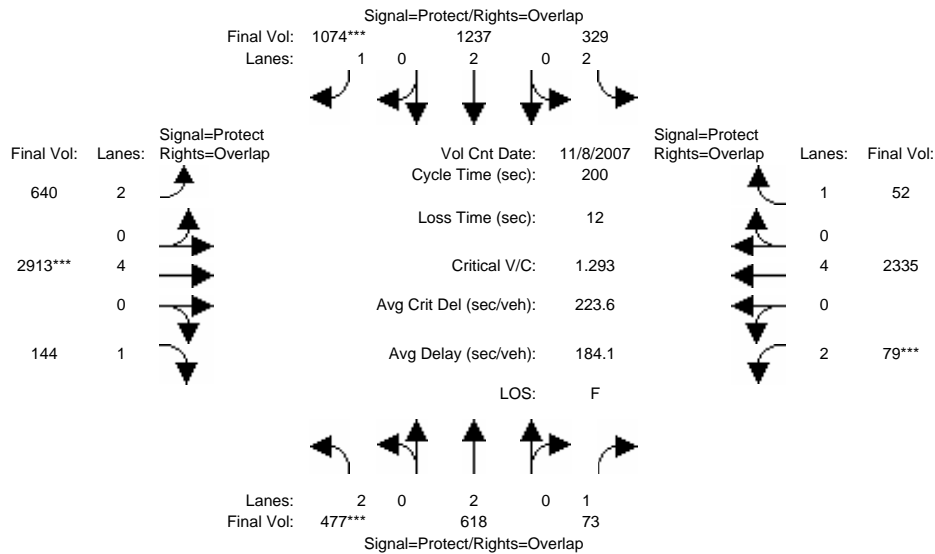 Signal=Protect/Rights=Overlap
Final Vol: 1074*** 1237 329
Lanes: 1 0 2 0 2
Signal=Protect Signal=Protect
Final Vol: Lanes: Rights=Overlap Vol Cnt Date: 11/8/2007 Rights=Overlap Lanes: Final Vol:
Cycle Time (sec): 200
640 2 1 52
Loss Time (sec): 12
0 0
2913*** 4 Critical V/C: 1.293 4 2335
0 Avg Crit Del (sec/veh): 223.6 0
144 1 Avg Delay (sec/veh): 184.1 2 79***
LOS: F
Lanes: 2 0 2 0 1
Final Vol: 477*** 618 73
Signal=Protect/Rights=Overlap